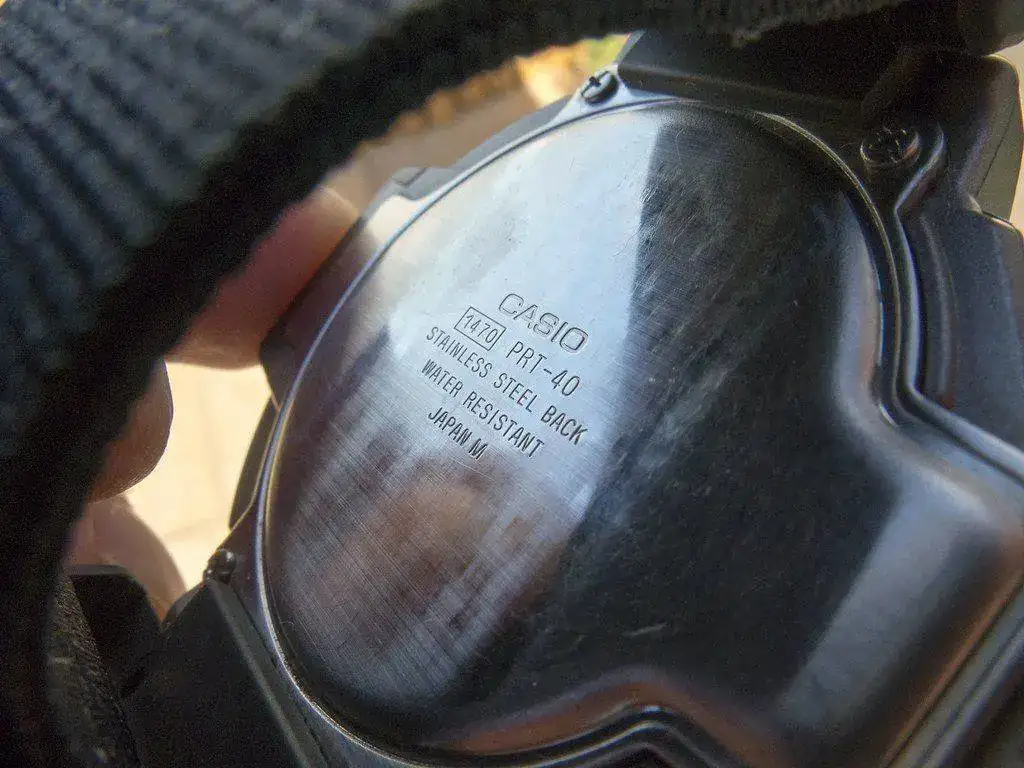 CASIO
1470 PRT-40
STAINLESS STEEL BACK
WATER RESISTANT
JAPAN M